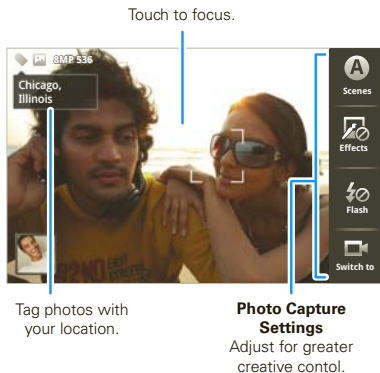 Touch to focus.
8MP 536
Chicago,
Illinois
A
Scenes
Effects
Flash
Switch to
Tag photos with
your location.
Photo Capture
Settings
Adjust for greater
creative contol.